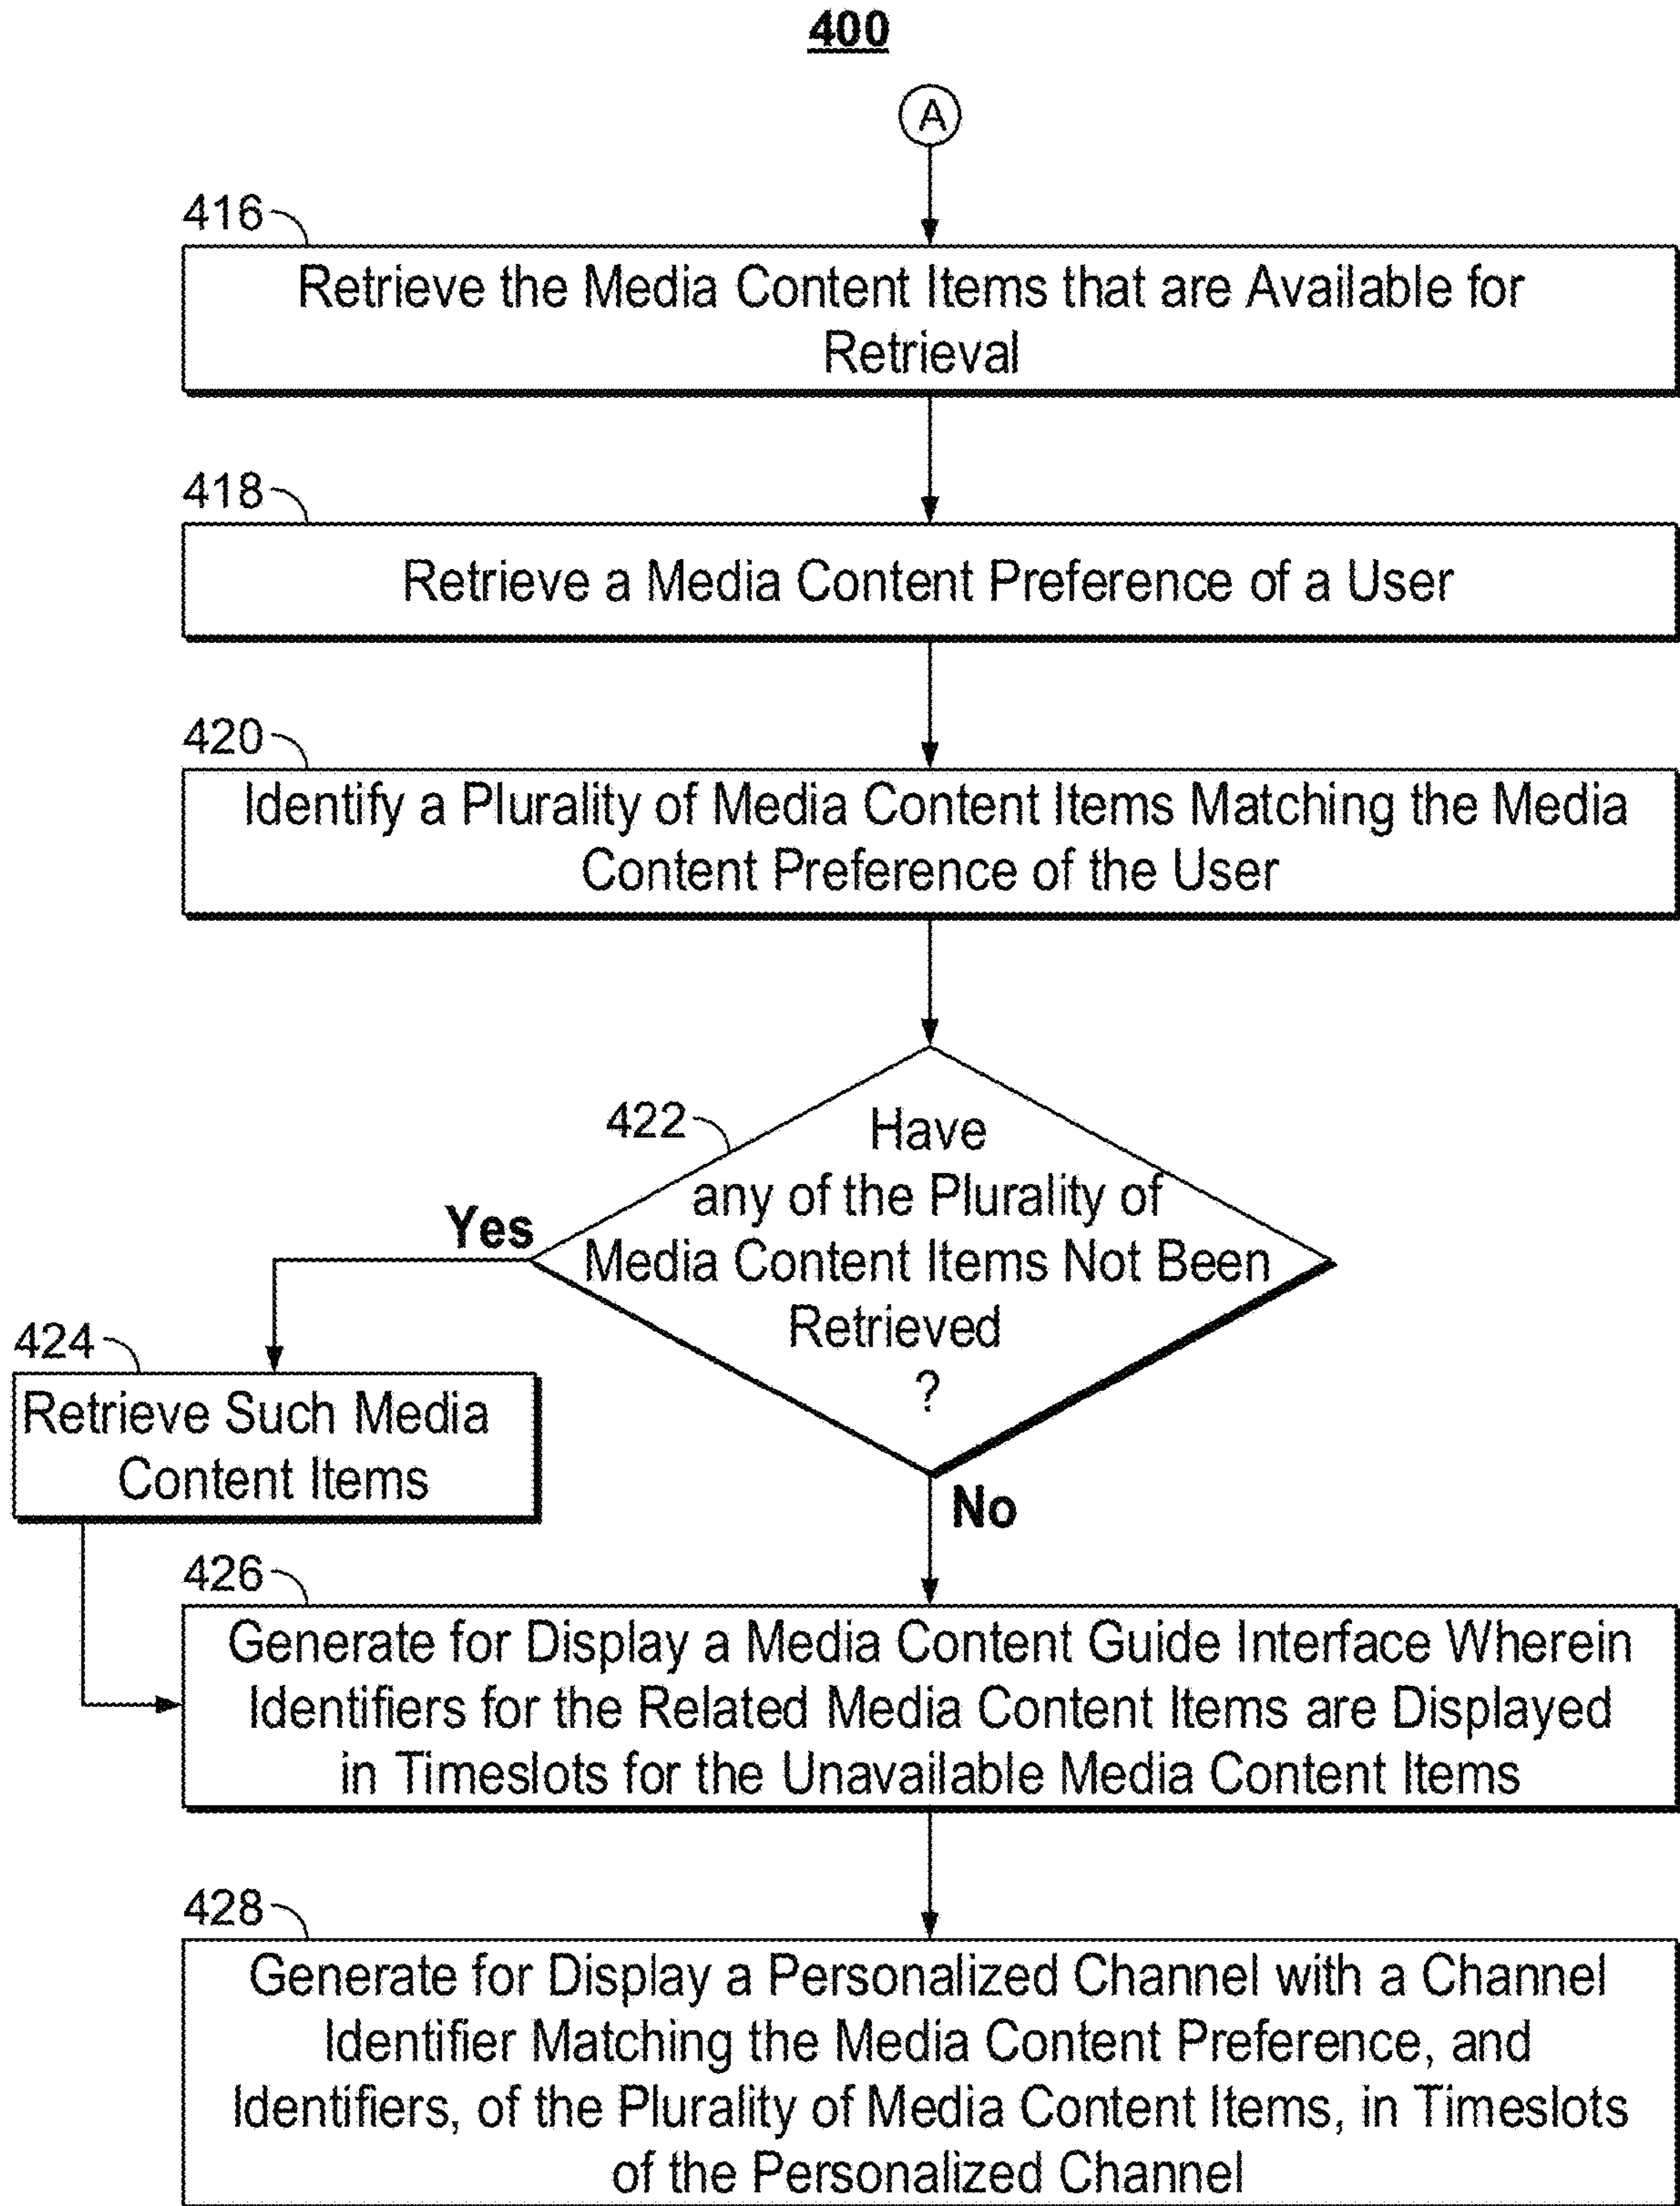 400
A
416
Retrieve the Media Content Items that are Available for
Retrieval
418
Retrieve a Media Content Preference of a User
420
Identify a Plurality of Media Content Items Matching the Media
Content Preference of the User
422
Have
any of the Plurality of
Media Content Items Not Been
Retrieved
?
Yes
424
Retrieve Such Media
Content Items
No
426
Generate for Display a Media Content Guide Interface Wherein
Identifiers for the Related Media Content Items are Displayed
in Timeslots for the Unavailable Media Content Items
428
Generate for Display a Personalized Channel with a Channel
Identifier Matching the Media Content Preference, and
Identifiers, of the Plurality of Media Content Items, in Timeslots
of the Personalized Channel